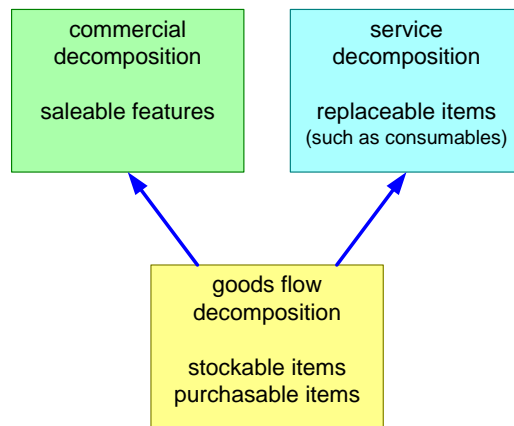 commercial
decomposition
saleable features
service
decomposition
replaceable items
(such as consumables)
goods flow
decomposition
stockable items
purchasable items